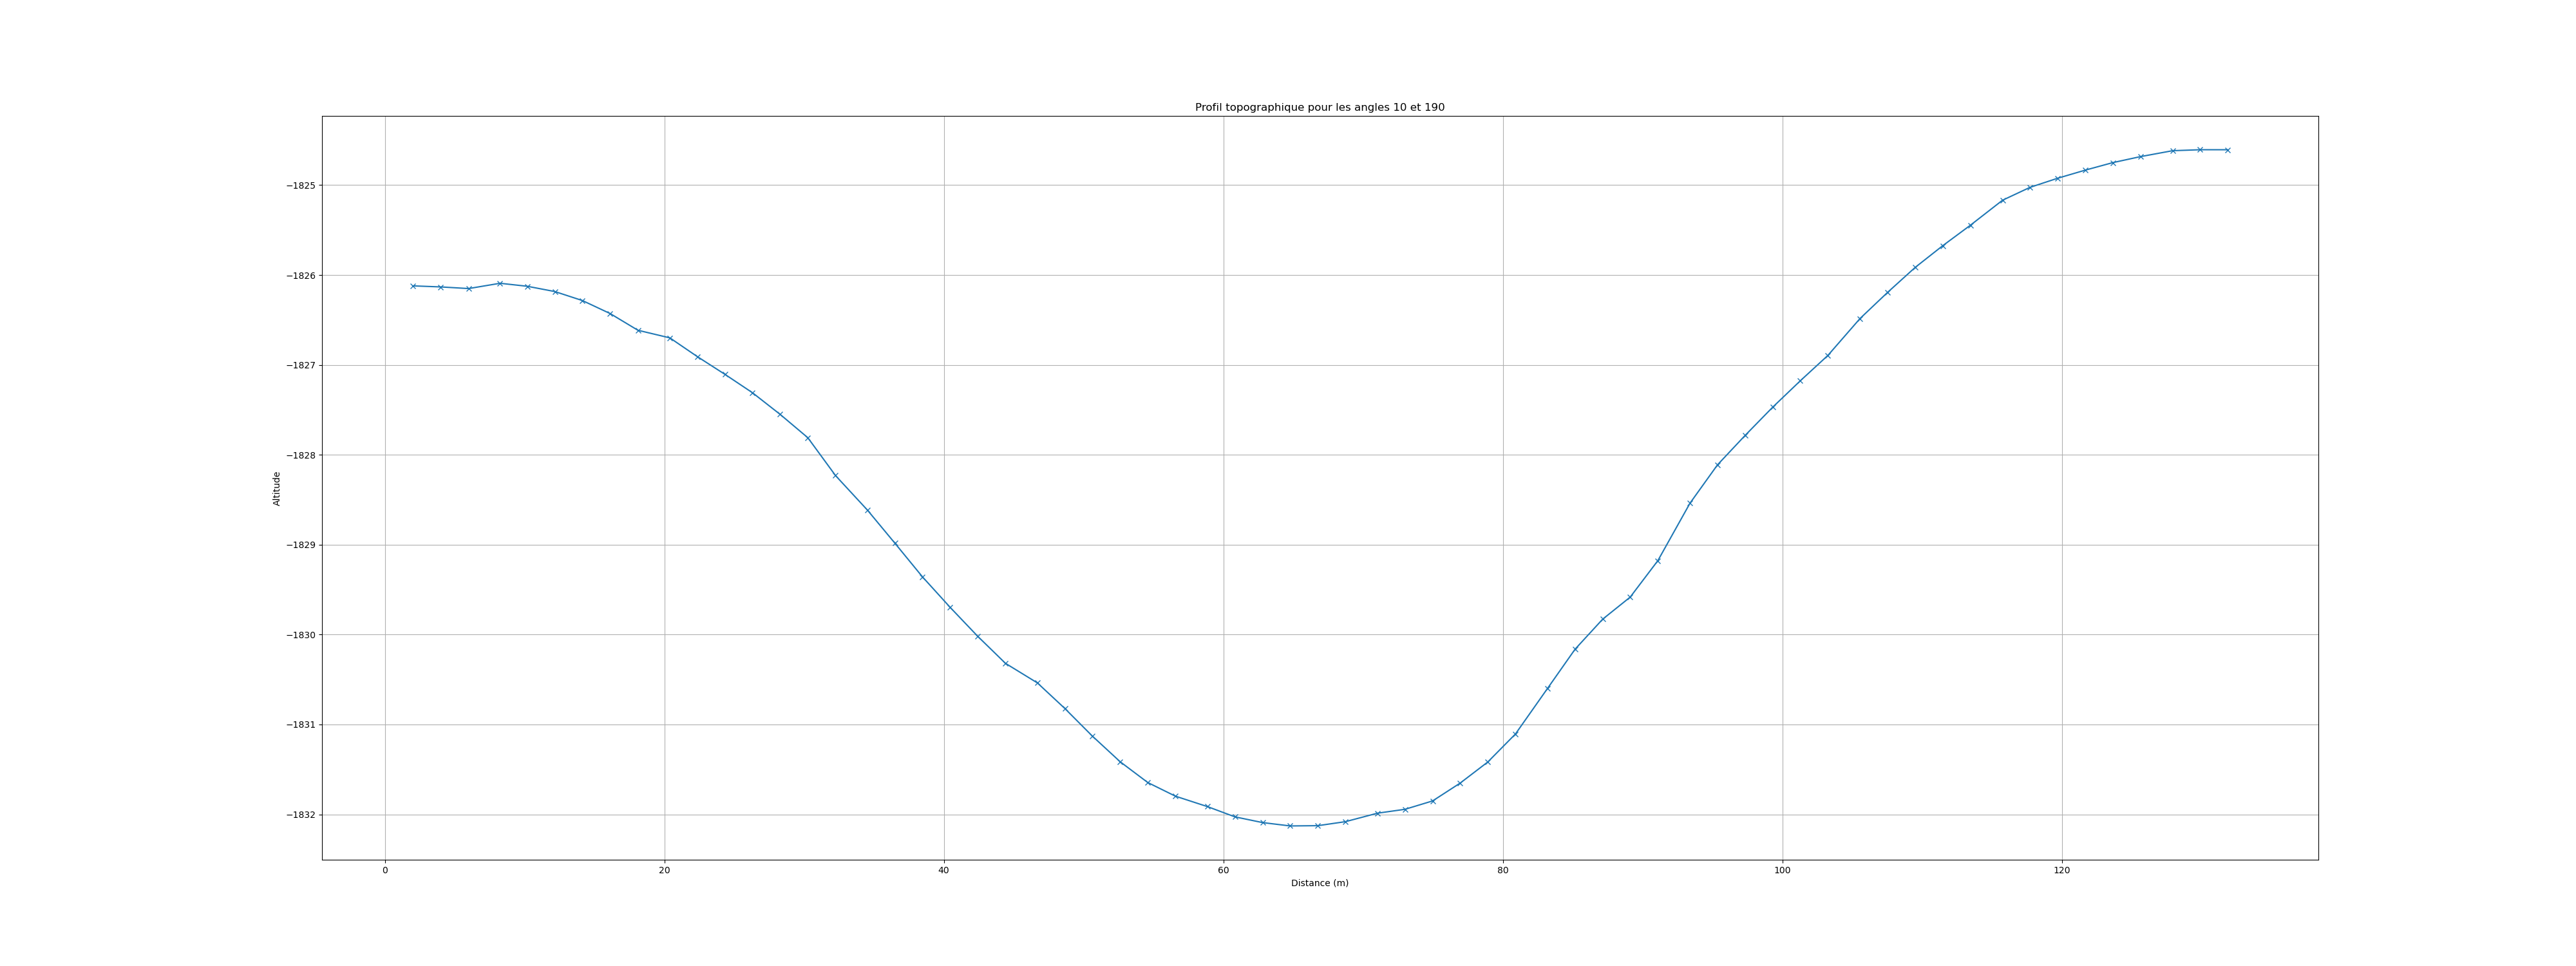 Profil topographique pour les angles 10 et 190
−1825
−1826
−1827
−1828
−1829
−1830
−1831
−1832
Altitude
0 20 40 60 80 100 120
Distance (m)